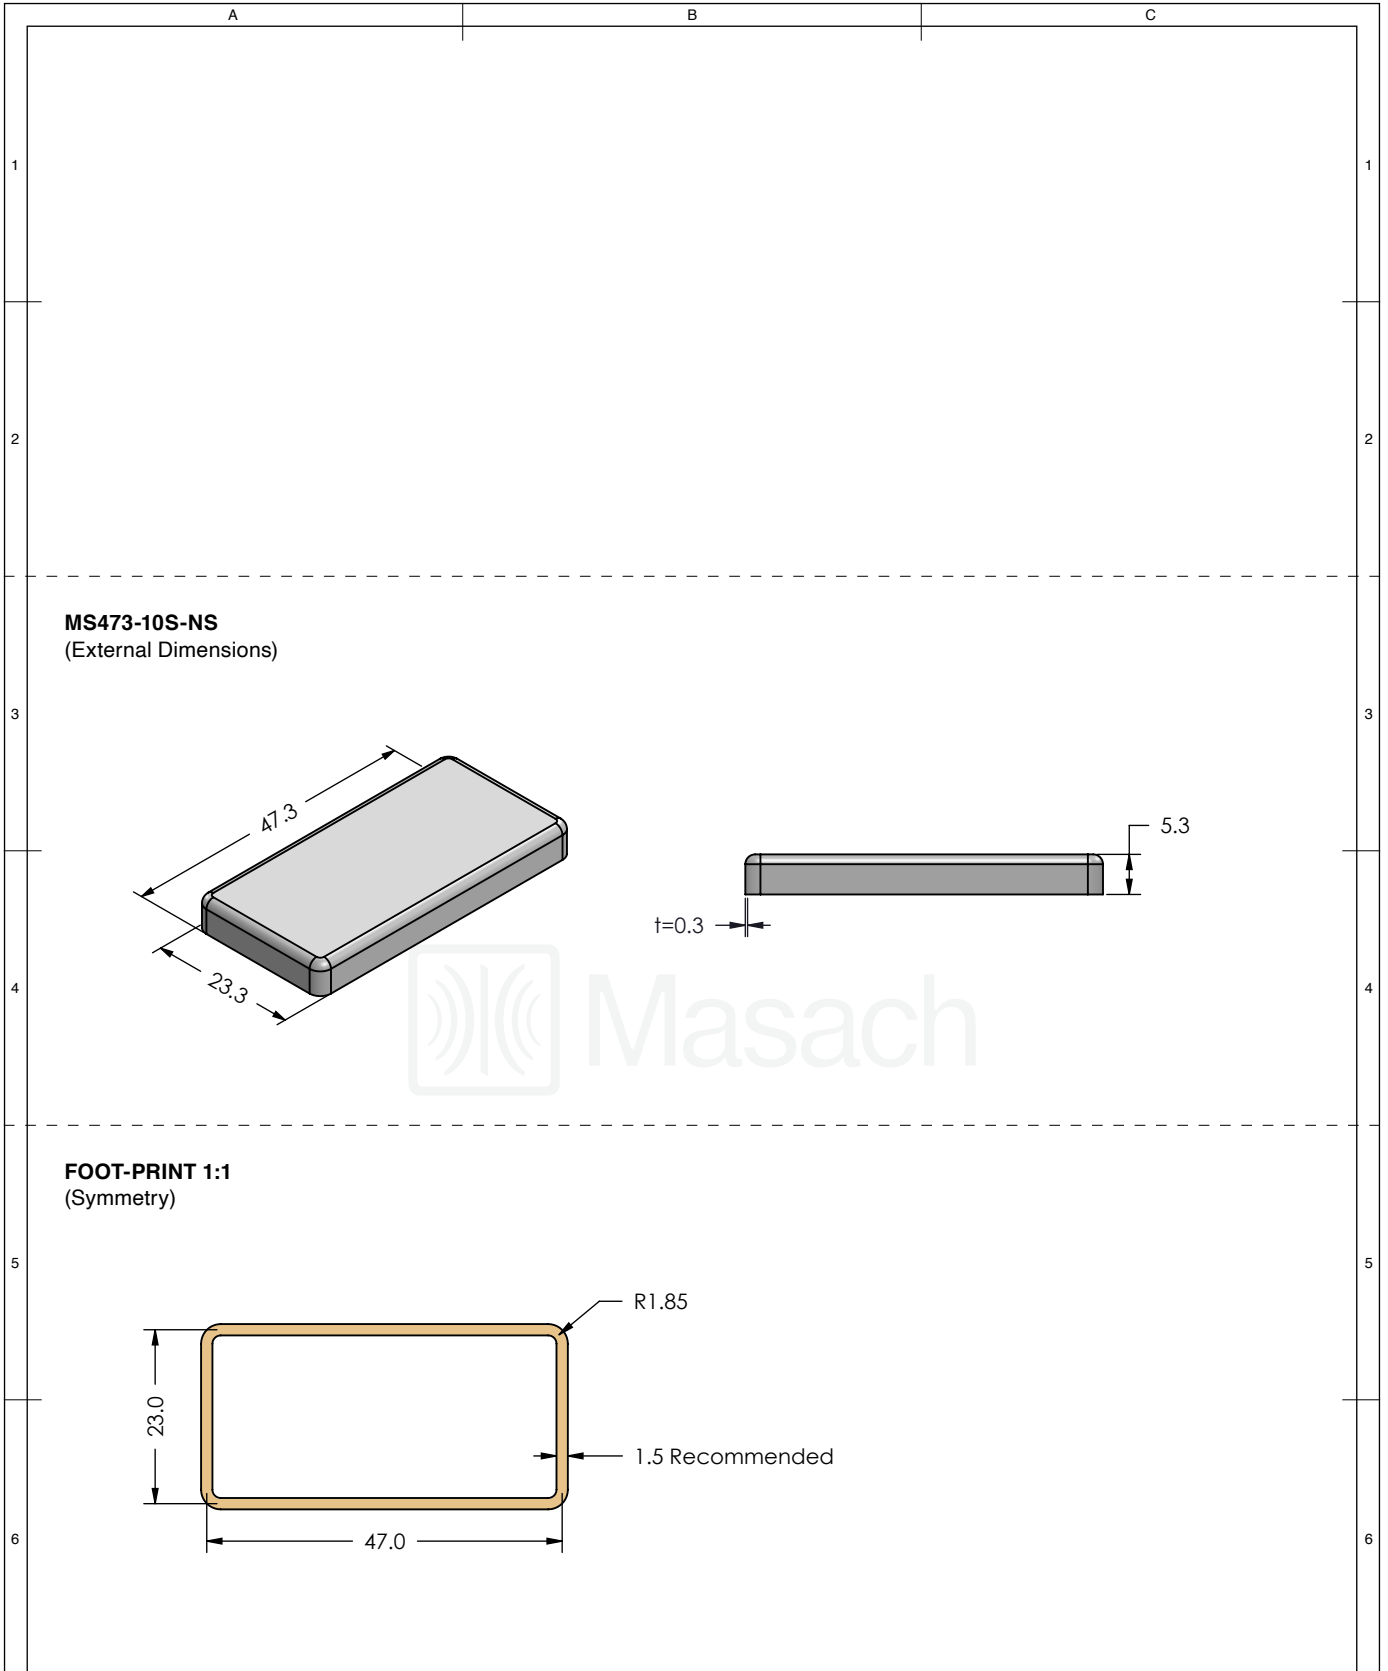 A B C
1 1
2 2
MS473-10S-NS
(External Dimensions)
3 3
47.3
5.3
t=0.3
23.3
4 4
Masach
FOOT-PRINT 1:1
(Symmetry)
5 5
R1.85
23.0
1.5 Recommended
47.0
6 6